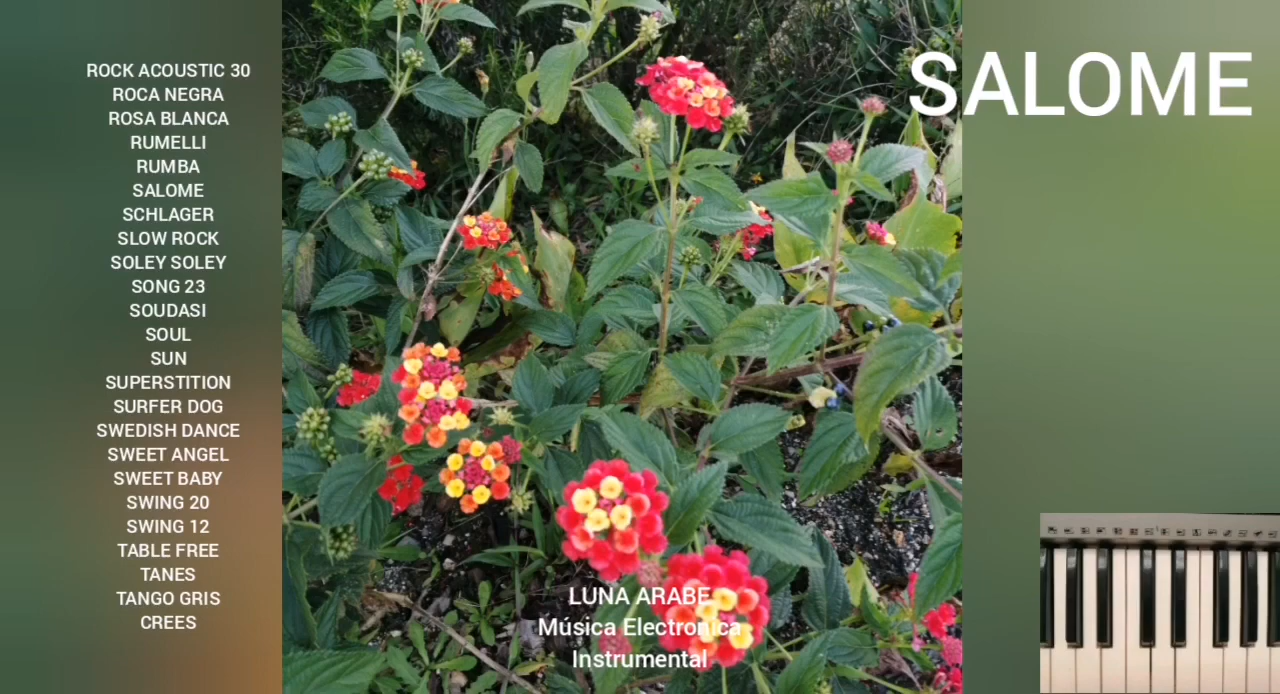 ROCK ACOUSTIC 30
ROCA NEGRA
ROSA BLANCA
RUMELLI
RUMBA
SALOME
SCHLAGER
SLOW ROCK
SOLEY SOLEY
SONG 23
SOUDASI
SOUL
SUN
SUPERSTITION
SURFER DOG
SWEDISH DANCE
SWEET ANGEL
SWEET BABY
SWING 20
SWING 12
TABLE FREE
TANES
TANGO GRIS
CREES
SALOME
LUNA ARABE
Música Electronica
Instrumental